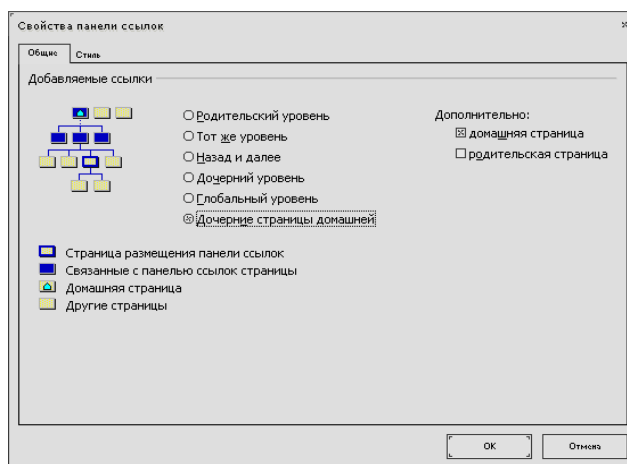 Свойства панели ссылок
Общие
Стиль
Добавляемые ссылки
Родительский уровень
Тот же уровень
Назад и далее
Дочерний уровень
Глобальный уровень
Дочерние страницы домашней
Дополнительно:
домашняя страница
родительская страница
Страница размещения панели ссылок
Связанные с панелью ссылок страницы
Домашняя страница
Другие страницы
ОК
Отмена